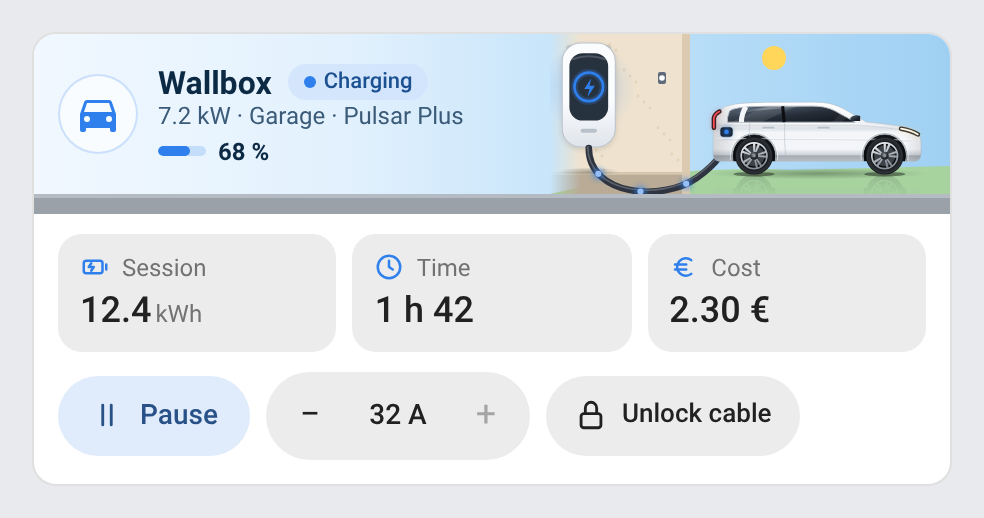 Wallbox
Charging
7.2 kW · Garage · Pulsar Plus
68 %
Session
12.4 kWh
Time
1 h 42
Cost
2.30 €
Pause
− 32 A +
Unlock cable